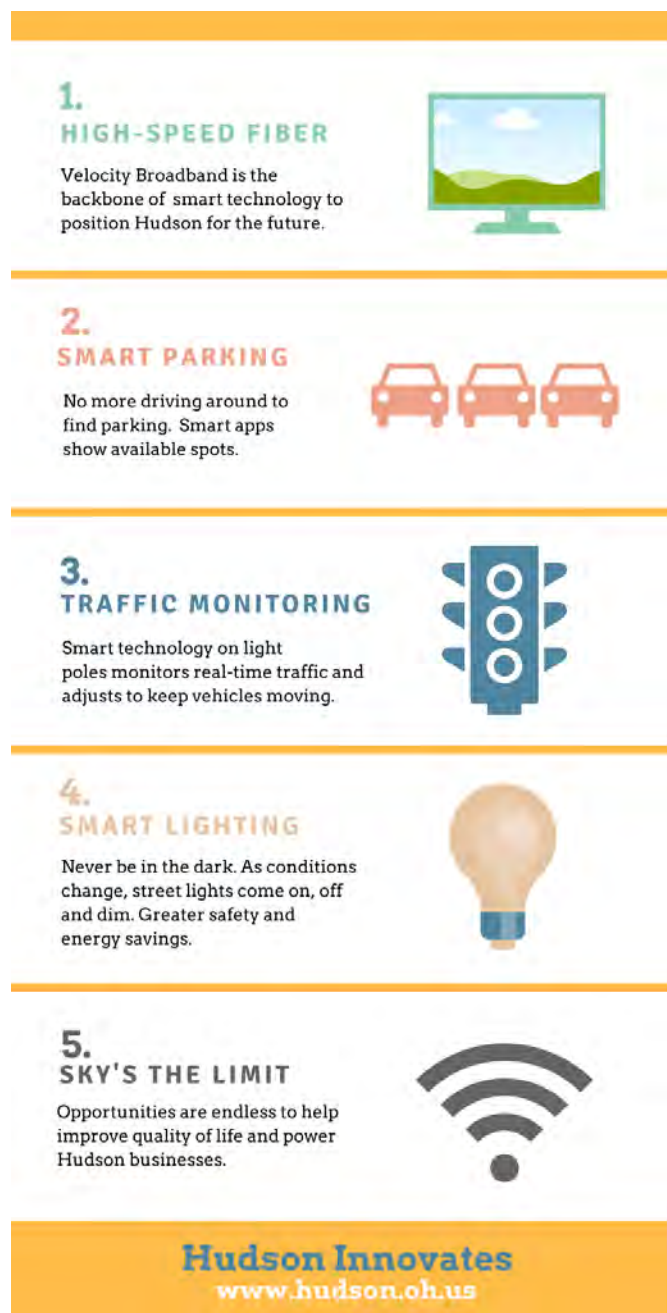 1.
HIGH-SPEED FIBER
Velocity Broadband is the
backbone of smart technology to
position Hudson for the future.
2.
SMART PARKING
No more driving around to
find parking. Smart apps
show available spots.
3.
TRAFFIC MONITORING
Smart technology on light
poles monitors real-time traffic and
adjusts to keep vehicles moving.
4.
SMART LIGHTING
Never be in the dark. As conditions
change, street lights come on, off
and dim. Greater safety and
energy savings.
5.
SKY'S THE LIMIT
Opportunities are endless to help
improve quality of life and power
Hudson businesses.
Hudson Innovates
www.hudson.oh.us